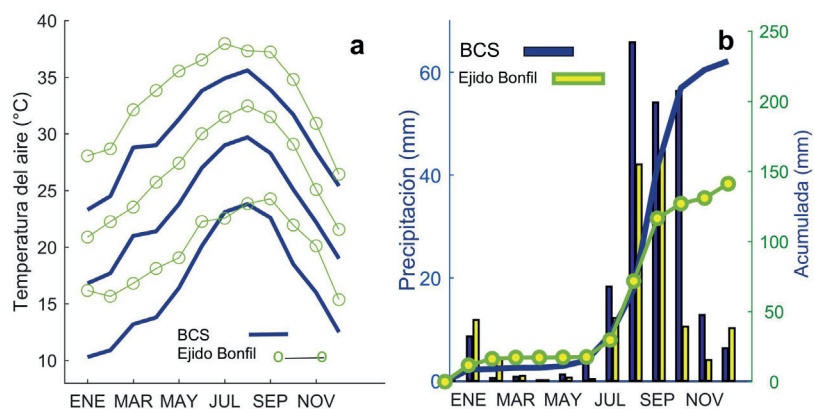 a
Temperatura del aire (°C)
40
35
30
25
22
15
10
BCS
Ejido Bonfil
ENE MAR MAY JUL SEP NOV
b
BCS
Ejido Bonfil
Precipitación (mm)
60
40
20
0
Acumulada (mm)
250
200
150
100
50
0
ENE MAR MAY JUL SEP NOV